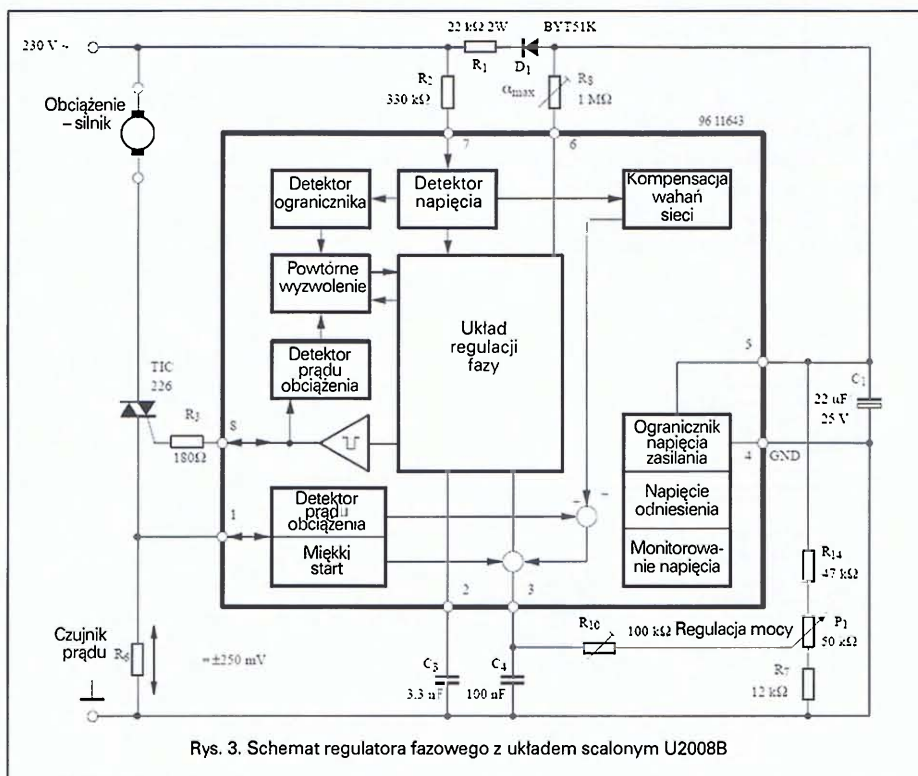 22 kΩ 2W
BYT51K
230 V ~
R1
D1
R2
330 kΩ
αmax
R8
1 MΩ
Obciążenie
– silnik
96 11643
7
6
Detektor
ogranicznika
Detektor
napięcia
Kompensacja
wahań
sieci
Powtórne
wyzwolenie
Układ
regulacji
fazy
Detektor
prądu
obciążenia
TIC
226
R3
180Ω
8
5
C1
22 uF
25 V
Ogranicznik
napięcia
zasilania
4
GND
Napięcie
odniesienia
Monitorowa-
nie napięcia
1
Detektor
prądu
obciążenia
Miękki
start
–
–
2
3
R14
47 kΩ
R10
100 kΩ
Regulacja mocy
P1
50 kΩ
Czujnik
prądu
R6
=±250 mV
C3
3.3 nF
C4
100 nF
R7
12 kΩ
Rys. 3. Schemat regulatora fazowego z układem scalonym U2008B